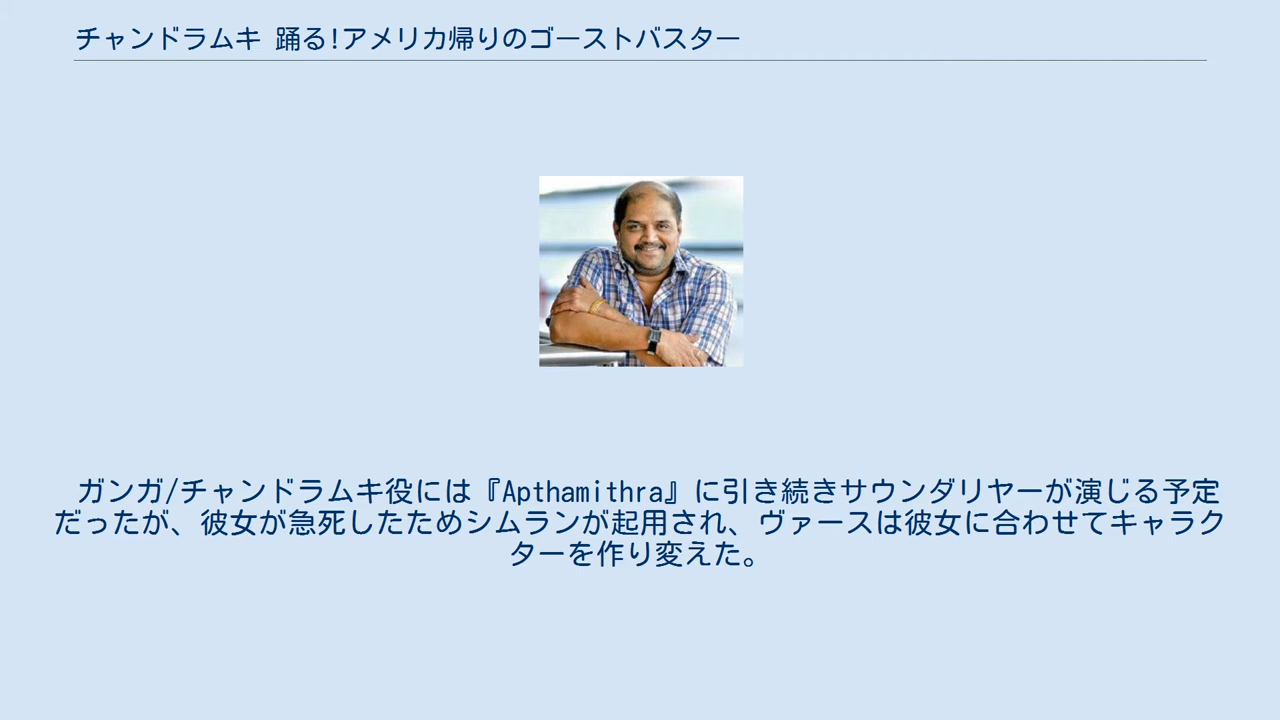 チャンドラムキ 踊る!アメリカ帰りのゴーストバスター
ガンガ/チャンドラムキ役には『Apthamithra』に引き続きサウンダリヤーが演じる予定
だったが、彼女が急死したためシムランが起用され、ヴァースは彼女に合わせてキャラク
ターを作り変えた。